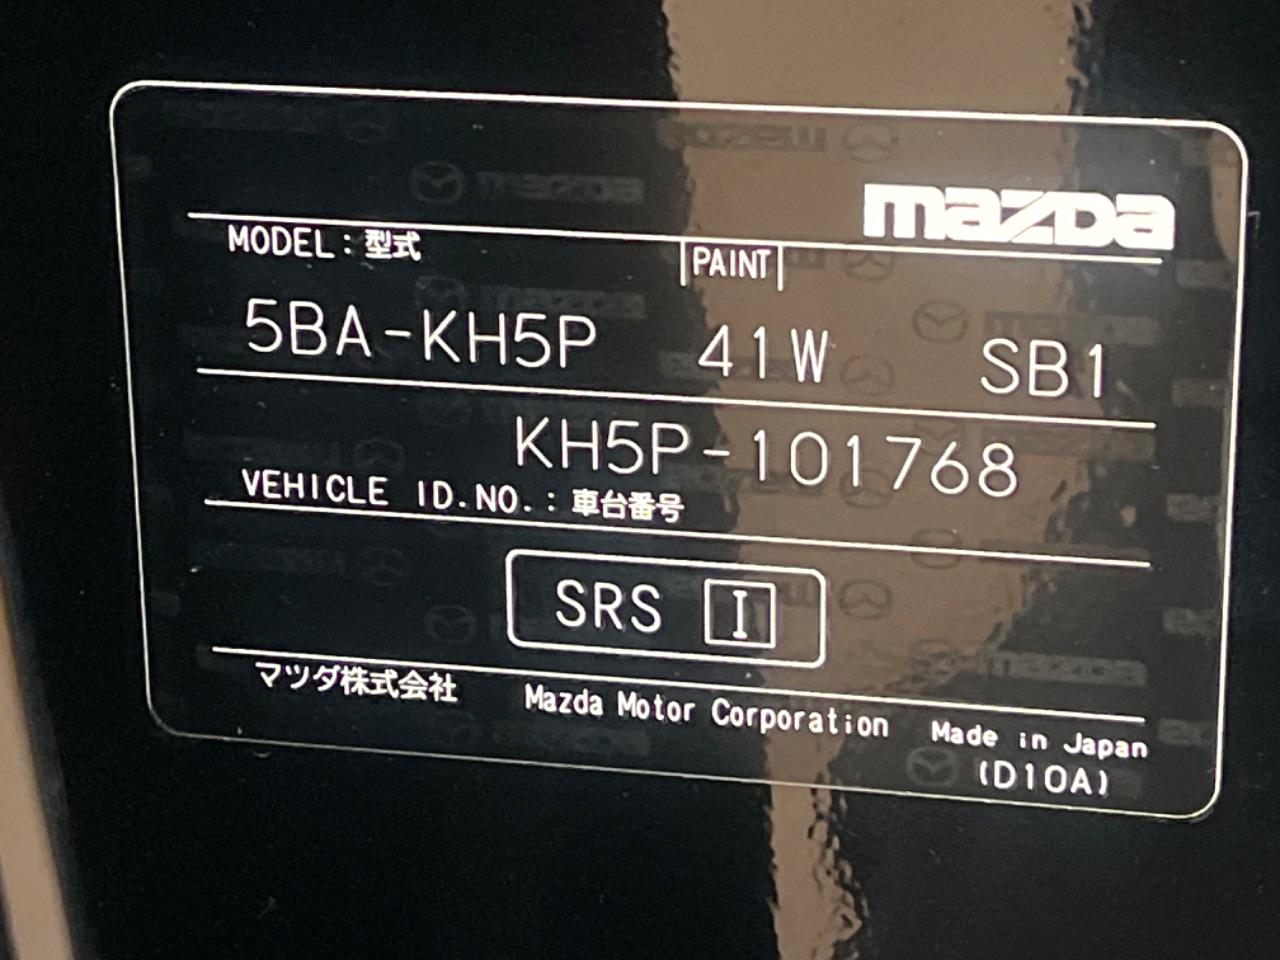 mazda
MODEL : 型式 PAINT
5BA-KH5P 41W SB1
KH5P-101768
VEHICLE ID.NO. : 車台番号
SRS I
マツダ株式会社 Mazda Motor Corporation Made in Japan
(D10A)